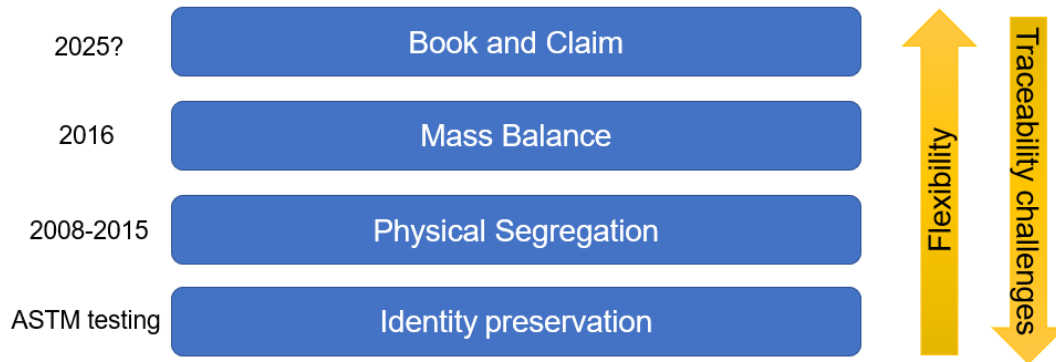 2025?
Book and Claim
2016
Mass Balance
2008-2015
Physical Segregation
ASTM testing
Identity preservation
Flexibility
Traceability challenges